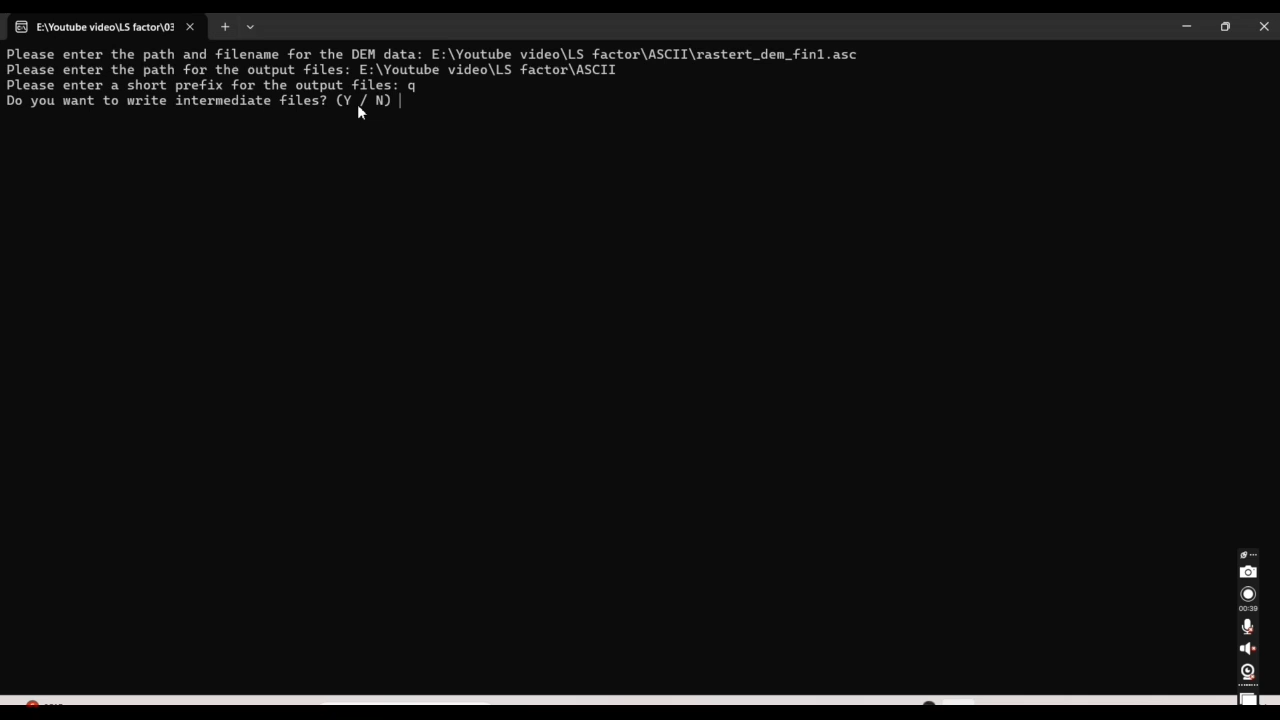 E:\Youtube video\LS factor\03
Please enter the path and filename for the DEM data: E:\Youtube video\LS factor\ASCII\rastert_dem_fin1.asc
Please enter the path for the output files: E:\Youtube video\LS factor\ASCII
Please enter a short prefix for the output files: q
Do you want to write intermediate files? (Y / N)
00:39